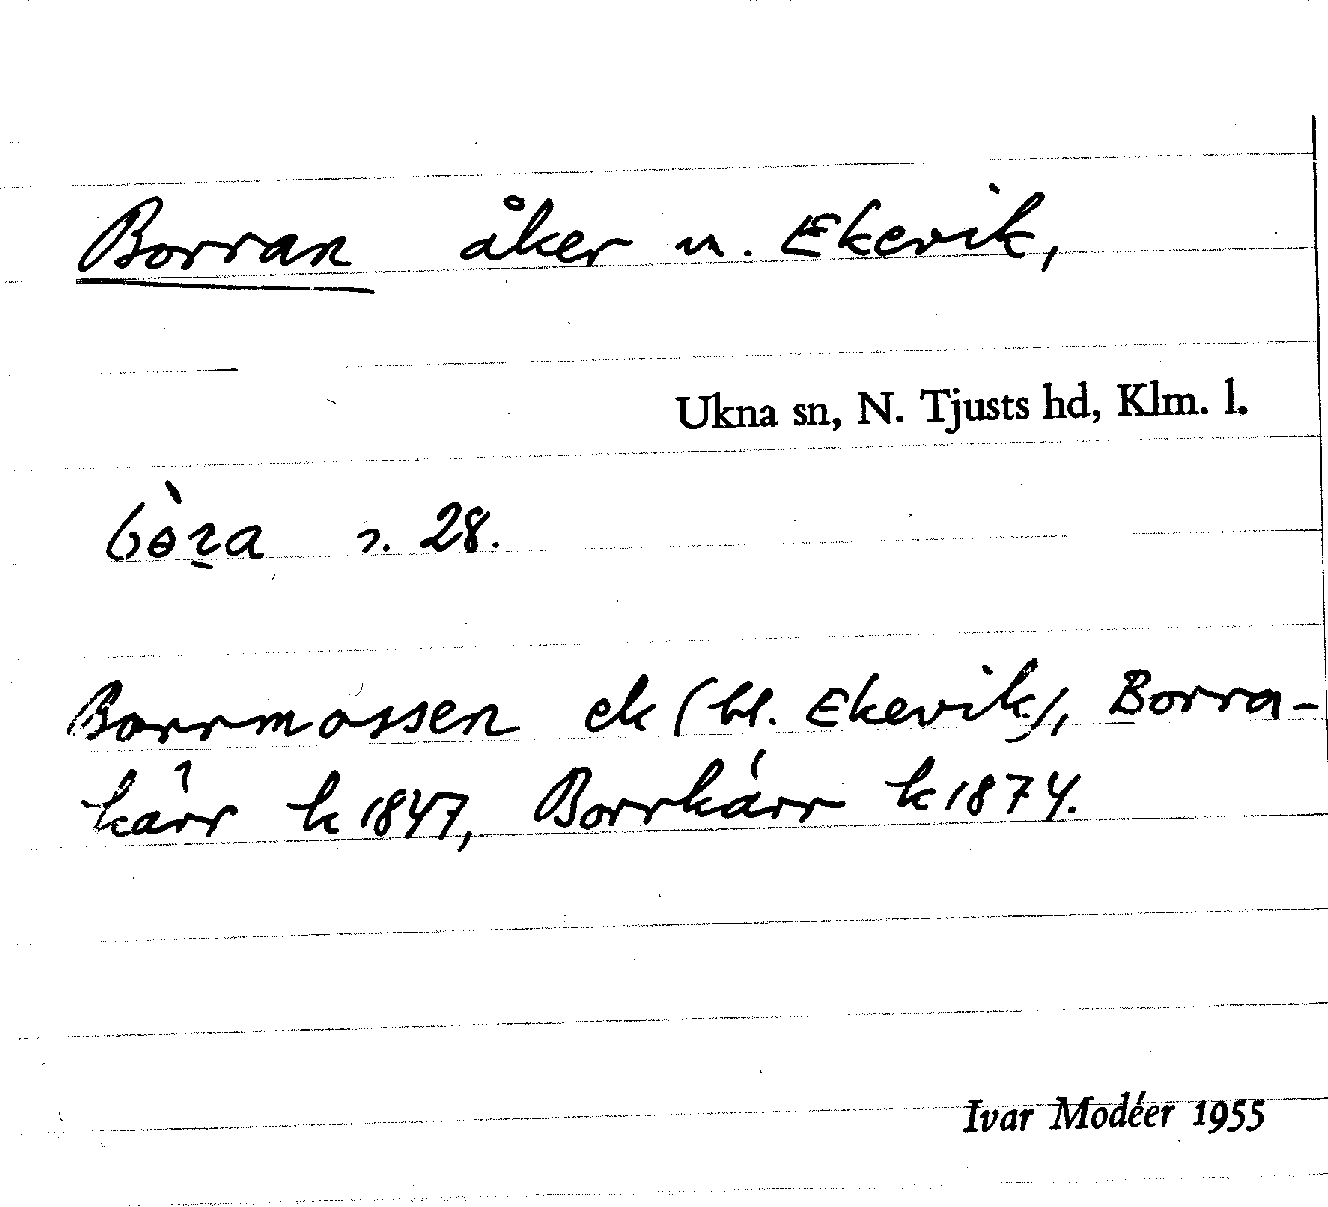 Borran åker n. Ekevik,
Ukna sn, N. Tjusts hd, Klm. l.
28.
Borrmossen ek (bl. Ekevik), Borra-
kärr k 1847, Borrkärr k 1874.
Ivar Modéer 1955